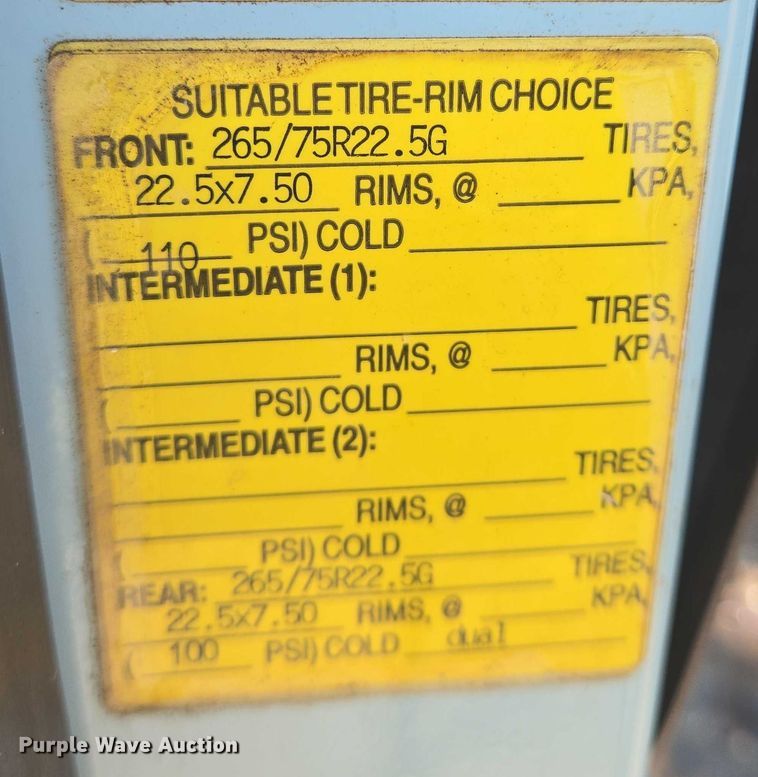 SUITABLE TIRE-RIM CHOICE
FRONT: 265/75R22.5G TIRES,
22.5x7.50 RIMS, @ KPA,
( 110 PSI) COLD
INTERMEDIATE (1):
TIRES,
RIMS, @ KPA,
( PSI) COLD
INTERMEDIATE (2):
TIRES,
RIMS, @ KPA,
( PSI) COLD
REAR: 265/75R22.5G TIRES,
22.5x7.50 RIMS, @ KPA,
( 100 PSI) COLD dual
Purple Wave Auction